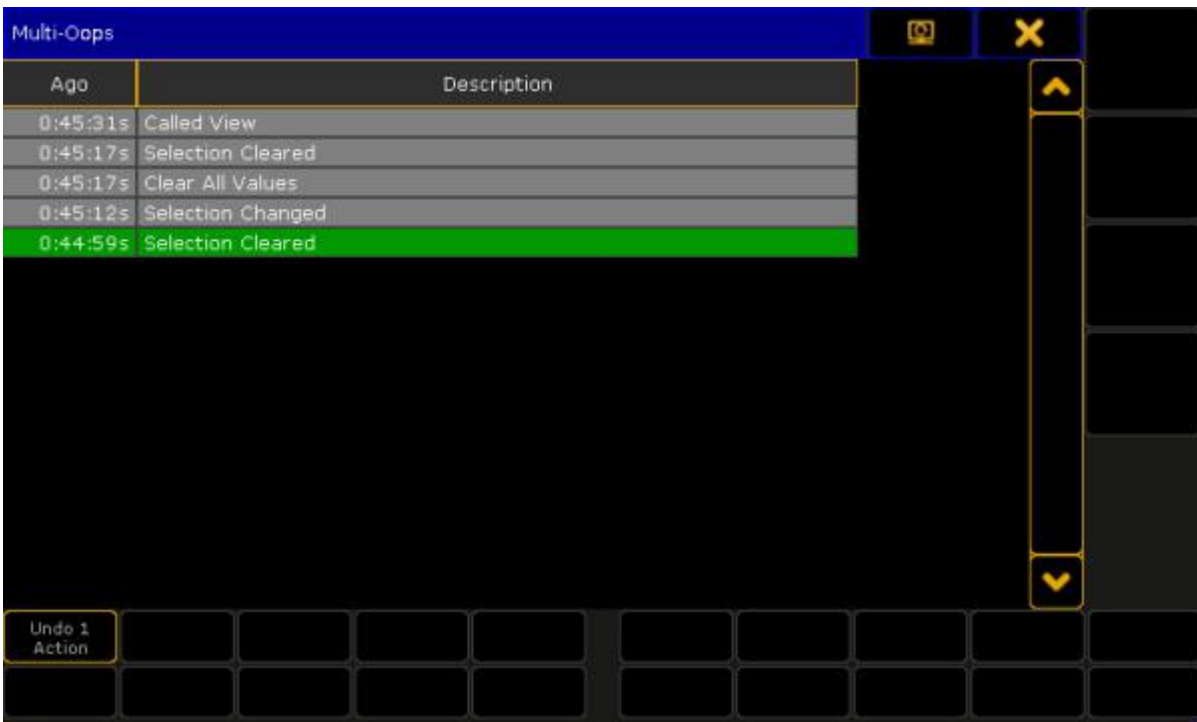 Multi-Oops
Ago Description
0:45:31s Called View
0:45:17s Selection Cleared
0:45:17s Clear All Values
0:45:12s Selection Changed
0:44:59s Selection Cleared
Undo 1
Action